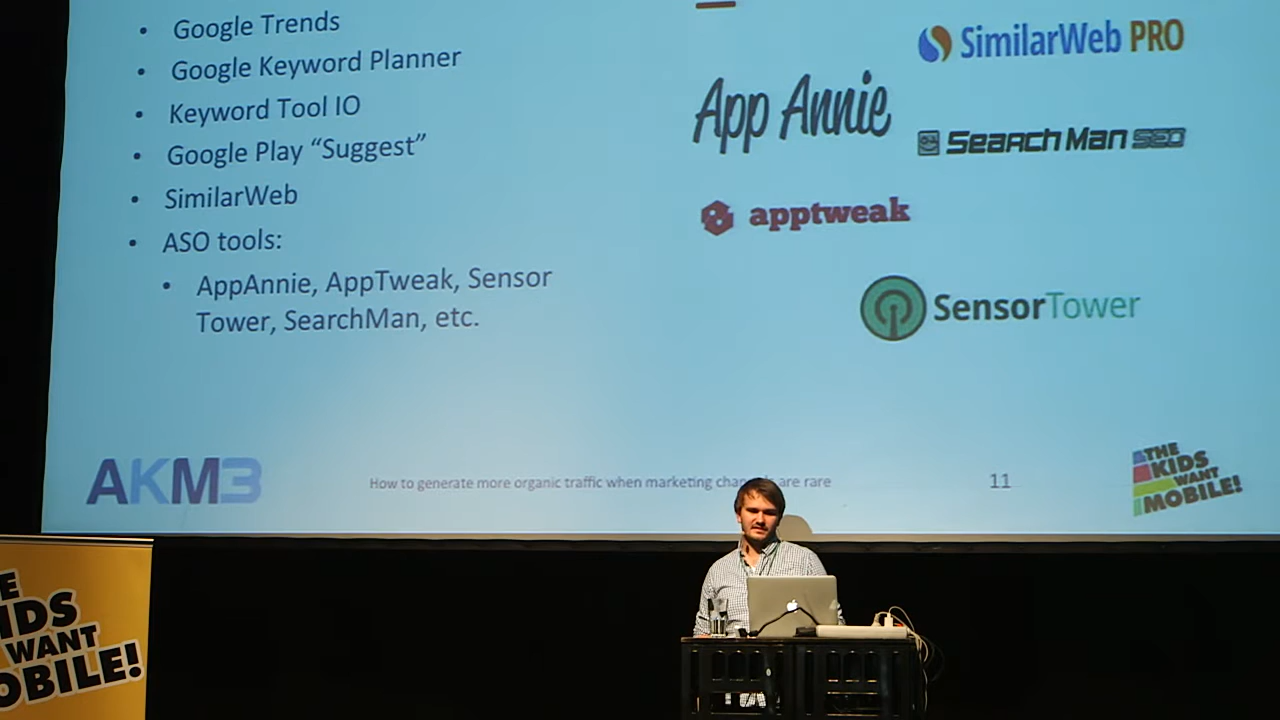 • Google Trends
• Google Keyword Planner
• Keyword Tool IO
• Google Play “Suggest”
• SimilarWeb
• ASO tools:
• AppAnnie, AppTweak, Sensor
Tower, SearchMan, etc.
SimilarWeb PRO
App Annie
SearchMan SEO
apptweak
SensorTower
AKM3
How to generate more organic traffic when marketing are rare
11
THE
KIDS
WANT
MOBILE!
KIDS
WANT
MOBILE!